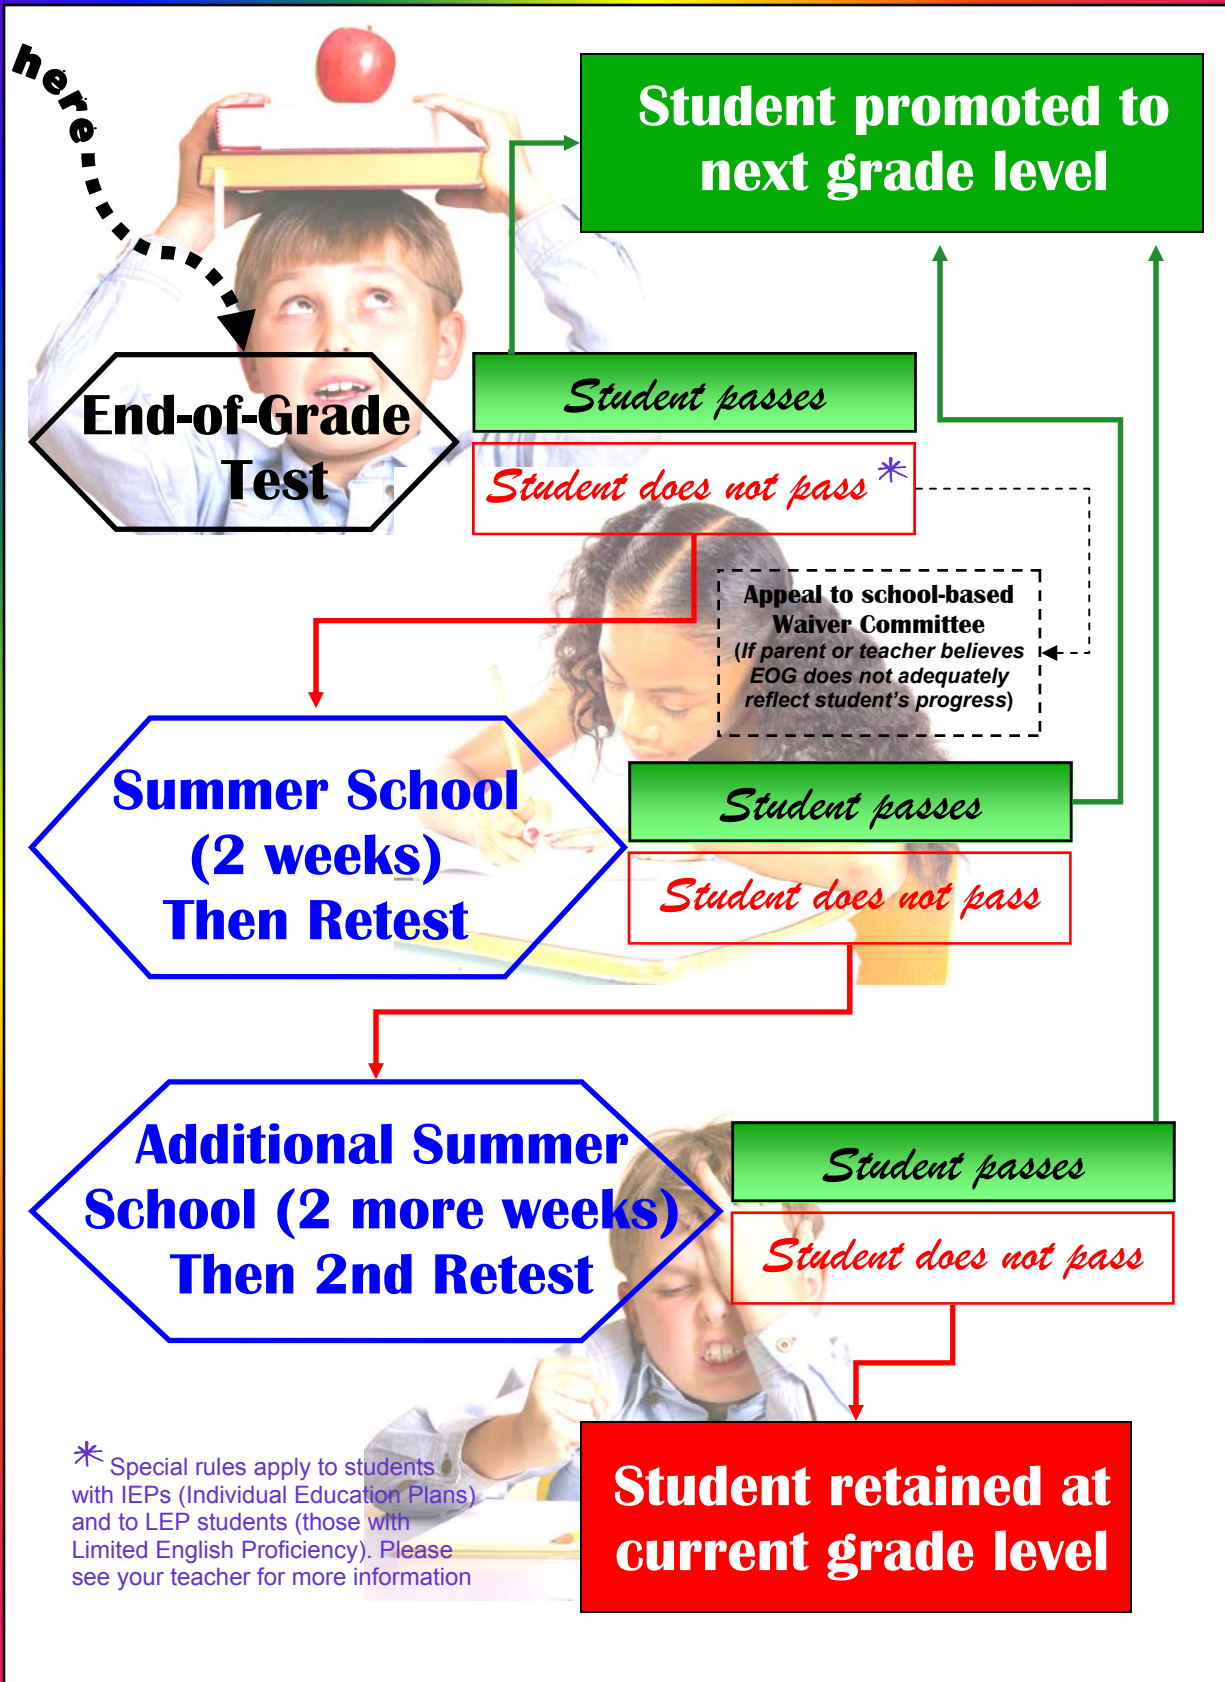 here
Student promoted to
next grade level
End-of-Grade
Test
Student passes
Student does not pass *
Appeal to school-based
Waiver Committee
(If parent or teacher believes
EOG does not adequately
reflect student's progress)
Summer School
(2 weeks)
Then Retest
Student passes
Student does not pass
Additional Summer
School (2 more weeks)
Then 2nd Retest
Student passes
Student does not pass
* Special rules apply to students
with IEPs (Individual Education Plans)
and to LEP students (those with
Limited English Proficiency). Please
see your teacher for more information
Student retained at
current grade level